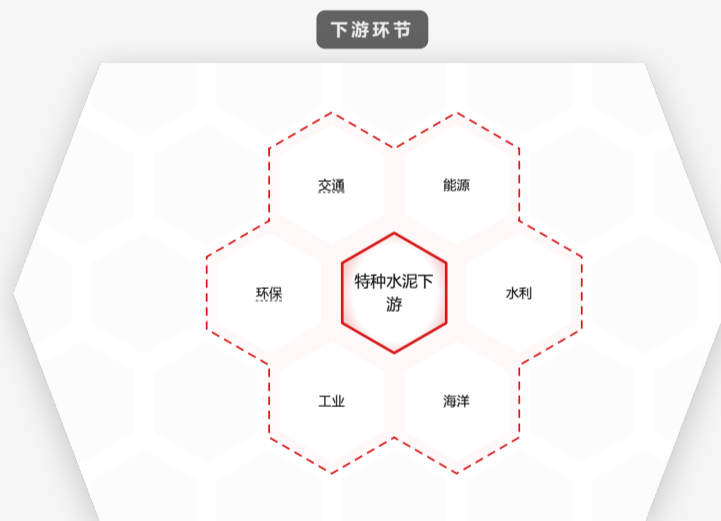 下游环节
交通
能源
环保
特种水泥下
游
水利
工业
海洋